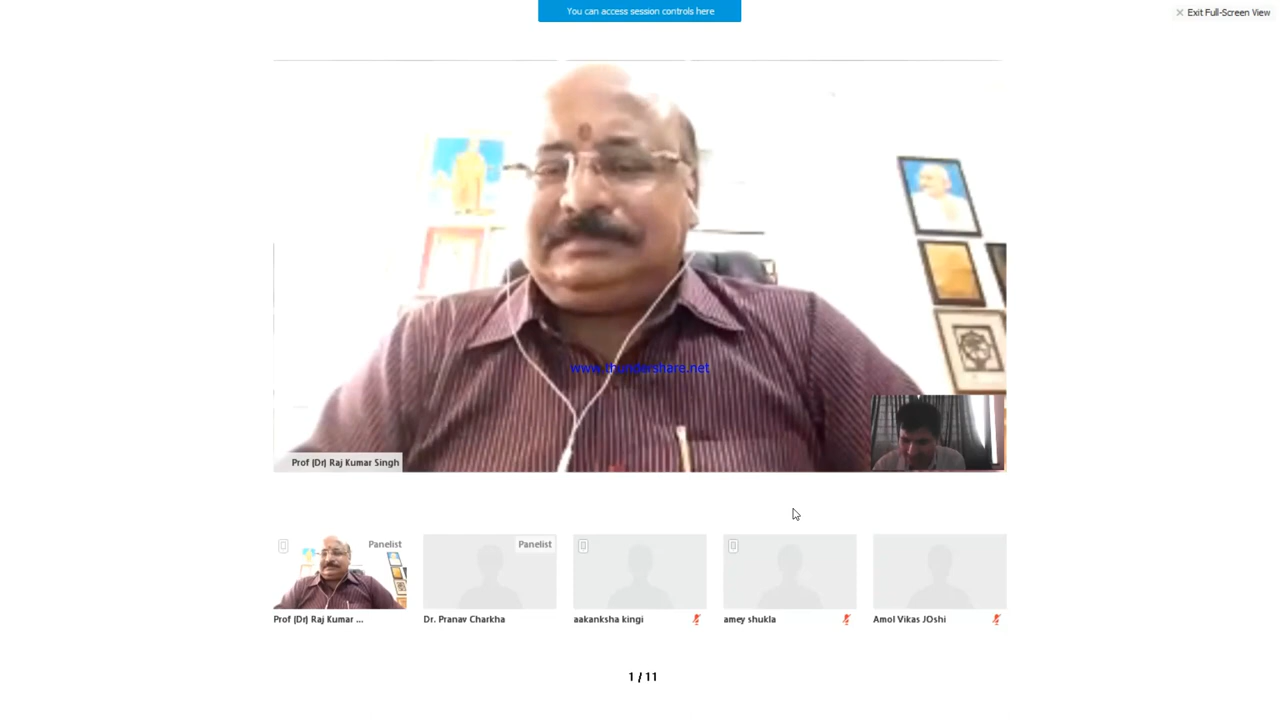 You can access session controls here
Exit Full-Screen View
www.thundershare.net
Prof (Dr) Raj Kumar Singh
Panelist
Panelist
Prof (Dr) Raj Kumar ...
Dr. Pranav Charkha
aakanksha kingi
amey shukla
Amol Vikas JOshi
1 / 11